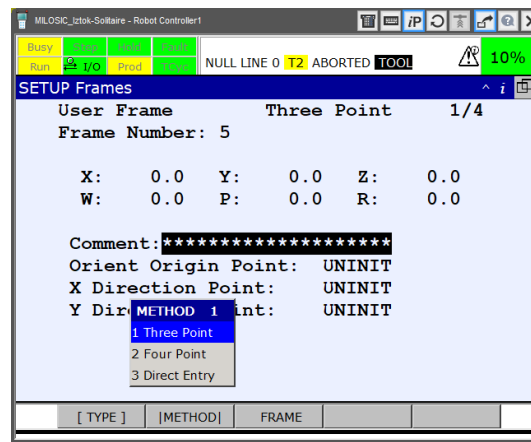 MILOSIC_Iztok-Solitaire - Robot Controller1
Busy Step Hold Fault
Run I/O Prod TCyc
NULL LINE 0 T2 ABORTED TOOL
10%
SETUP Frames
User Frame Three Point 1/4
Frame Number: 5
X: 0.0 Y: 0.0 Z: 0.0
W: 0.0 P: 0.0 R: 0.0
Comment:*********************
Orient Origin Point: UNINIT
X Direction Point: UNINIT
Y Dir int: UNINIT
METHOD 1
1 Three Point
2 Four Point
3 Direct Entry
[ TYPE ] |METHOD| FRAME